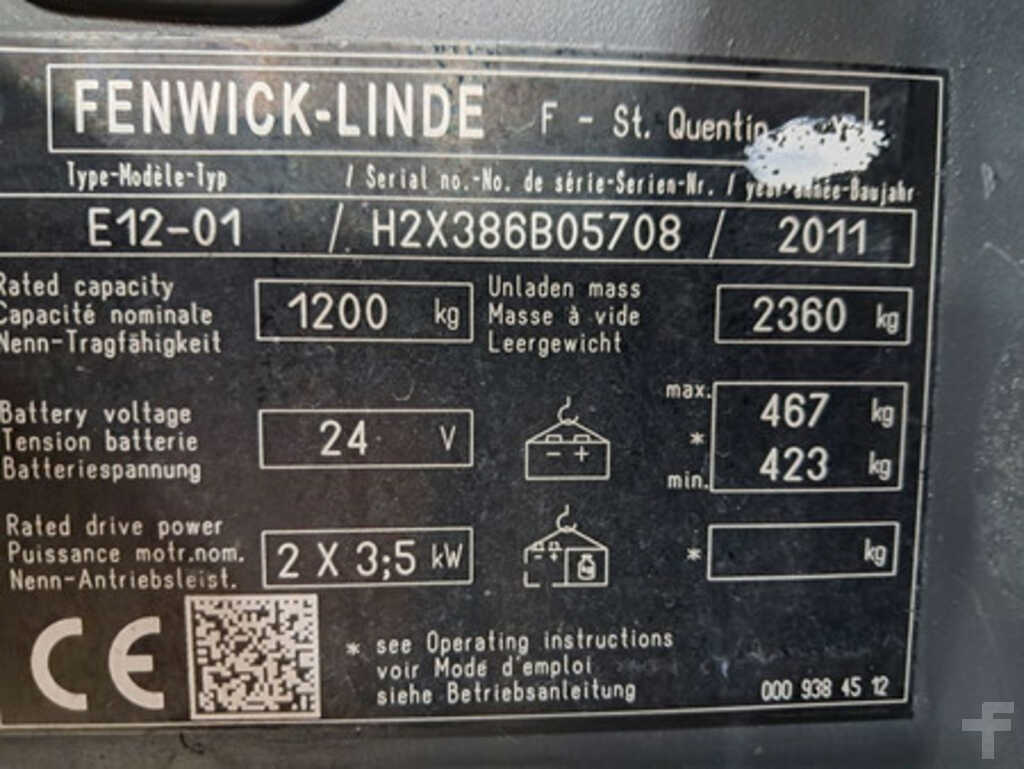 FENWICK-LINDE F - St. Quentin
Type-Modèle-Typ / Serial no.-No. de série-Serien-Nr. / year-année-Baujahr
E12-01 / H2X386B05708 / 2011
Rated capacity
Capacité nominale
Nenn-Tragfähigkeit
1200 kg
Unladen mass
Masse à vide
Leergewicht
2360 kg
Battery voltage
Tension batterie
Batteriespannung
24 V
- +
max. 467 kg
*
min. 423 kg
Rated drive power
Puissance motr.nom.
Nenn-Antriebsleist.
2 X 3;5 kW
- +
* kg
CE
* see Operating instructions
voir Mode d'emploi
siehe Betriebsanleitung
000 938 45 12